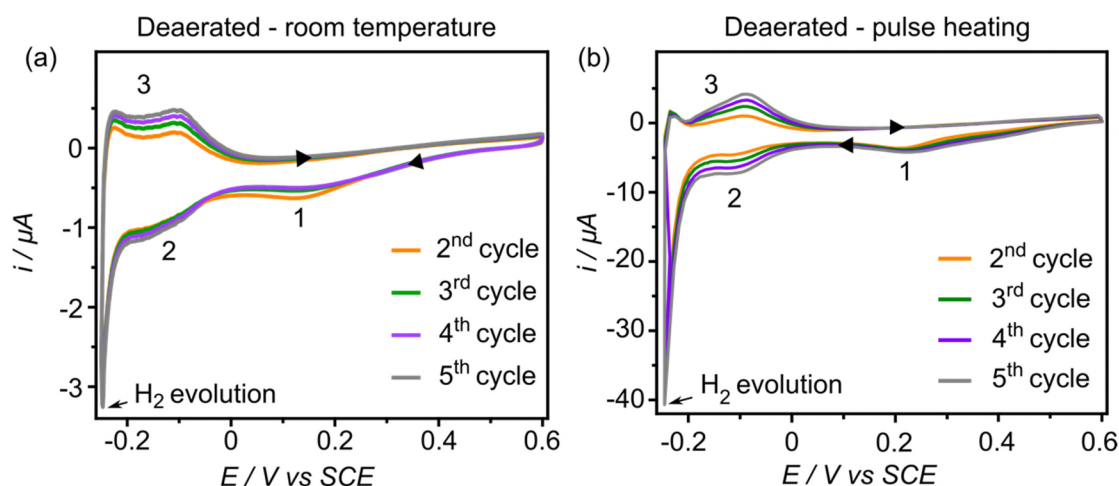 Deaerated - room temperature
(a)
3
1
2
2nd cycle
3rd cycle
4th cycle
5th cycle
H2 evolution
i / µA
0
-1
-2
-3
-0.2 0 0.2 0.4 0.6
E / V vs SCE
Deaerated - pulse heating
(b)
3
1
2
2nd cycle
3rd cycle
4th cycle
5th cycle
H2 evolution
i / µA
0
-10
-20
-30
-40
-0.2 0 0.2 0.4 0.6
E / V vs SCE